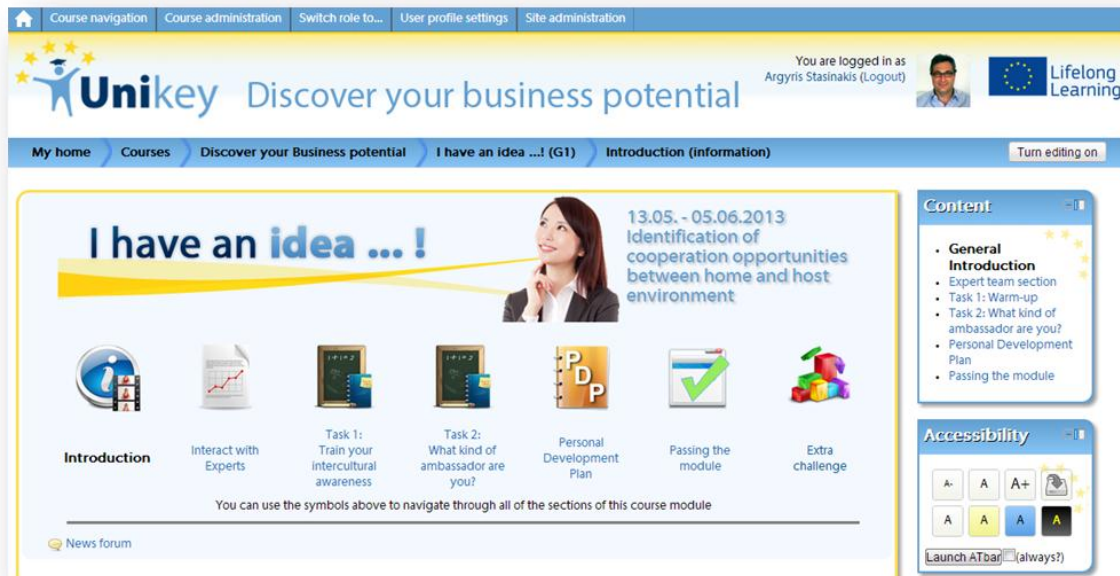 Course navigation Course administration Switch role to... User profile settings Site administration
Unikey Discover your business potential
You are logged in as
Argyris Stasinakis (Logout)
Lifelong
Learning
My home Courses Discover your Business potential I have an idea ...! (G1) Introduction (information) Turn editing on
I have an idea ... !
13.05. - 05.06.2013
Identification of
cooperation opportunities
between home and host
environment
1+1=2
1+1=2
PDP
Introduction
Interact with
Experts
Task 1:
Train your
intercultural
awareness
Task 2:
What kind of
ambassador are
you?
Personal
Development
Plan
Passing the
module
Extra
challenge
You can use the symbols above to navigate through all of the sections of this course module
News forum
Content
General
Introduction
Expert team section
Task 1: Warm-up
Task 2: What kind of
ambassador are you?
Personal Development
Plan
Passing the module
Accessibility
A- A A+
A A A A
Launch ATbar (always?)